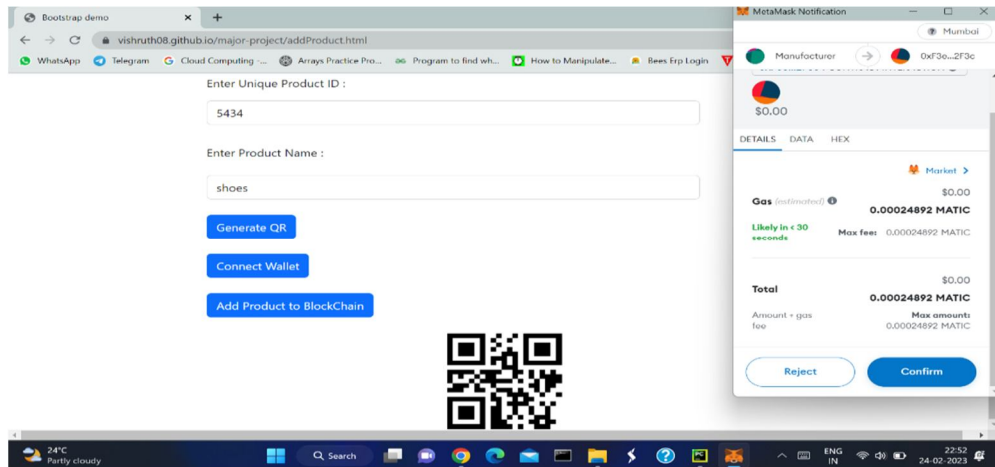 Bootstrap demo
MetaMask Notification
vishruth08.github.io/major-project/addProduct.html
Mumbai
WhatsApp Telegram Cloud Computing -... Arrays Practice Pro... Program to find wh... How to Manipulate... Bees Erp Login
Manufacturer 0xF3e...2F3c
Enter Unique Product ID :
5434
$0.00
DETAILS DATA HEX
Enter Product Name :
shoes
Market >
$0.00
Gas (estimated)
0.00024892 MATIC
Likely in < 30 seconds
Max fee: 0.00024892 MATIC
Generate QR
Connect Wallet
Add Product to BlockChain
$0.00
Total
0.00024892 MATIC
Amount + gas fee
Max amount:
0.00024892 MATIC
Reject Confirm
24°C
Partly cloudy
Search
ENG
IN
22:52
24-02-2023